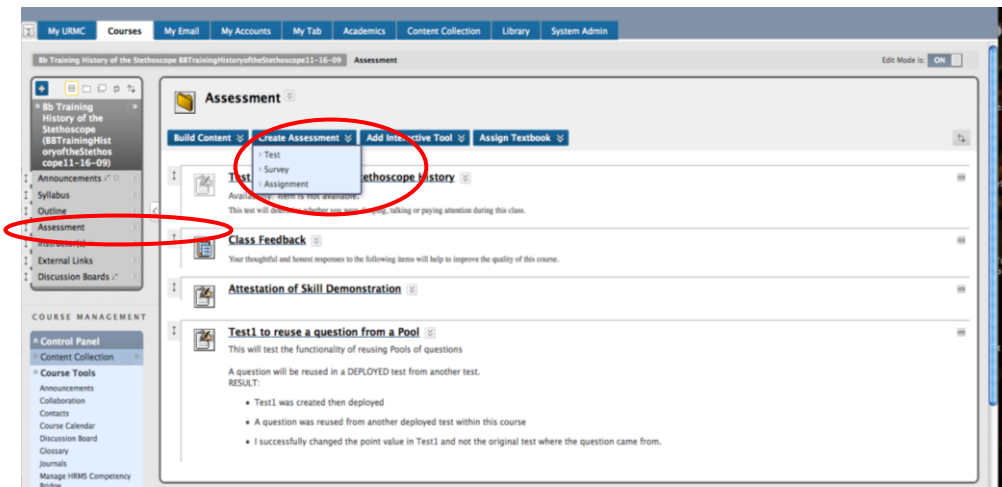 My URMC Courses My Email My Accounts My Tab Academics Content Collection Library System Admin
Bb Training History of the Stethoscope BBTrainingHistoryoftheStethoscope11-16-09 Assessment Edit Mode is: ON
Bb Training
History of the
Stethoscope
(BBTrainingHist
oryoftheStethos
cope11-16-09)
Announcements
Syllabus
Outline
Assessment
Instructor(s)
External Links
Discussion Boards
COURSE MANAGEMENT
Control Panel
Content Collection
Course Tools
Announcements
Collaboration
Contacts
Course Calendar
Discussion Board
Glossary
Journals
Manage HRMS Competency
Bridge
Assessment
Build Content Create Assessment Add Interactive Tool Assign Textbook
Test
Survey
Assignment
Test ethoscope History
Availability: Item is not available.
This test will determine whether you were sleeping, talking or paying attention during this class.
Class Feedback
Your thoughtful and honest responses to the following items will help to improve the quality of this course.
Attestation of Skill Demonstration
Test1 to reuse a question from a Pool
This will test the functionality of reusing Pools of questions
A question will be reused in a DEPLOYED test from another test.
RESULT:
• Test1 was created then deployed
• A question was reused from another deployed test within this course
• I successfully changed the point value in Test1 and not the original test where the question came from.